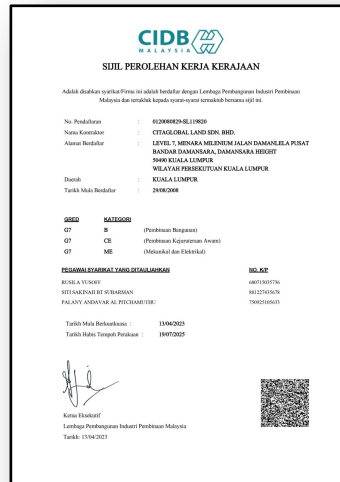 CIDB
MALAYSIA
SIJIL PEROLEHAN KERJA KERAJAAN
Adalah disahkan syarikat/Firma ini adalah berdaftar dengan Lembaga Pembangunan Industri Pembinaan
Malaysia dan tertakluk kepada syarat-syarat termaktub bersama sijil ini.
No. Pendaftaran : 0120080829-SL119820
Nama Kontraktor : CITAGLOBAL LAND SDN. BHD.
Alamat Berdaftar : LEVEL 7, MENARA MILENIUM JALAN DAMANLELA PUSAT
BANDAR DAMANSARA, DAMANSARA HEIGHT
50490 KUALA LUMPUR
WILAYAH PERSEKUTUAN KUALA LUMPUR
Daerah : KUALA LUMPUR
Tarikh Mula Berdaftar : 29/08/2008
GRED KATEGORI
G7 B (Pembinaan Bangunan)
G7 CE (Pembinaan Kejuruteraan Awam)
G7 ME (Mekanikal dan Elektrikal)
PEGAWAI SYARIKAT YANG DITAULIAHKAN NO. K/P
RUSILA YUSOFF 680715035736
SITI SAKINAH BT SUBARMAN 881227435678
PALANY ANDAVAR AL PITCHAMUTHU 750425105633
Tarikh Mula Berkuatkuasa : 13/04/2023
Tarikh Habis Tempoh Perakuan : 19/07/2025
Ketua Eksekutif
Lembaga Pembangunan Industri Pembinaan Malaysia
Tarikh: 13/04/2023